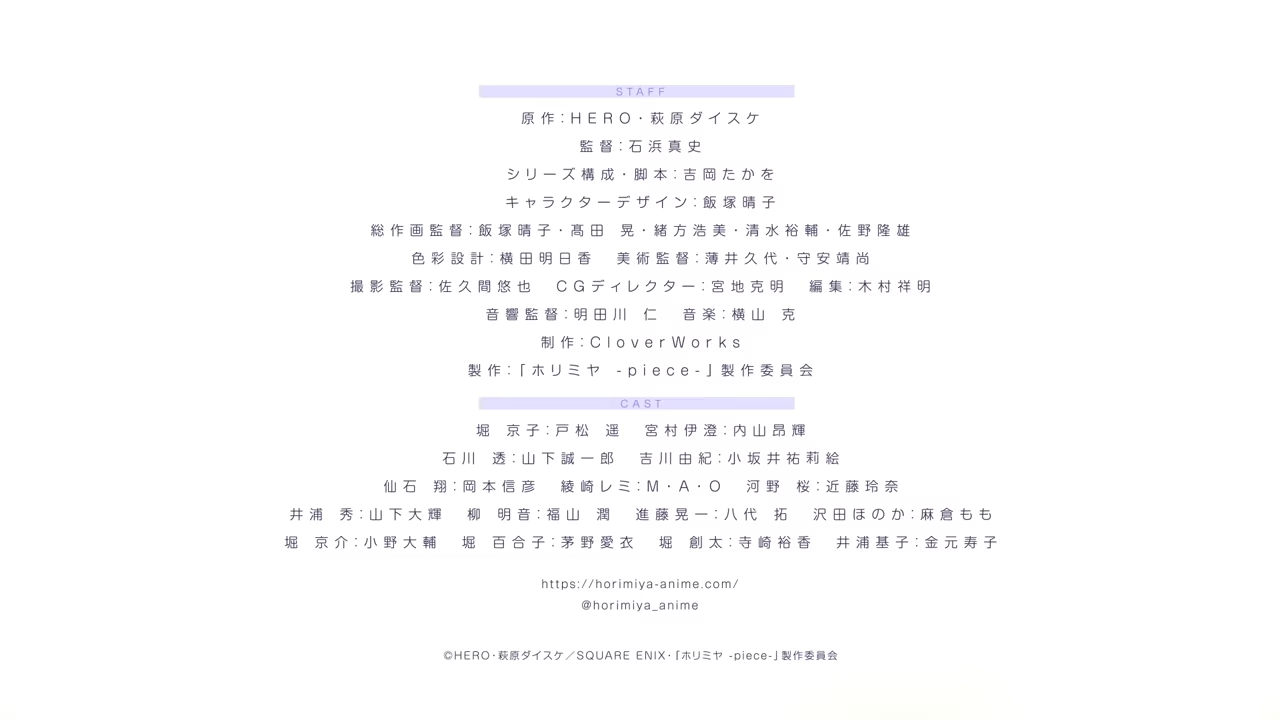 STAFF
原作：HERO・萩原ダイスケ
監督：石浜真史
シリーズ構成・脚本：吉岡たかを
キャラクターデザイン：飯塚晴子
総作画監督：飯塚晴子・髙田　晃・緒方浩美・清水裕輔・佐野隆雄
色彩設計：横田明日香　美術監督：薄井久代・守安靖尚
撮影監督：佐久間悠也　CGディレクター：宮地克明　編集：木村祥明
音響監督：明田川　仁　音楽：横山　克
制作：CloverWorks
製作：「ホリミヤ -piece-」製作委員会
CAST
堀　京子：戸松　遥　宮村伊澄：内山昂輝
石川　透：山下誠一郎　吉川由紀：小坂井祐莉絵
仙石　翔：岡本信彦　綾崎レミ：M・A・O　河野　桜：近藤玲奈
井浦　秀：山下大輝　柳　明音：福山　潤　進藤晃一：八代　拓　沢田ほのか：麻倉もも
堀　京介：小野大輔　堀　百合子：茅野愛衣　堀　創太：寺崎裕香　井浦基子：金元寿子
https://horimiya-anime.com/
@horimiya_anime
©HERO・萩原ダイスケ／SQUARE ENIX・「ホリミヤ -piece-」製作委員会